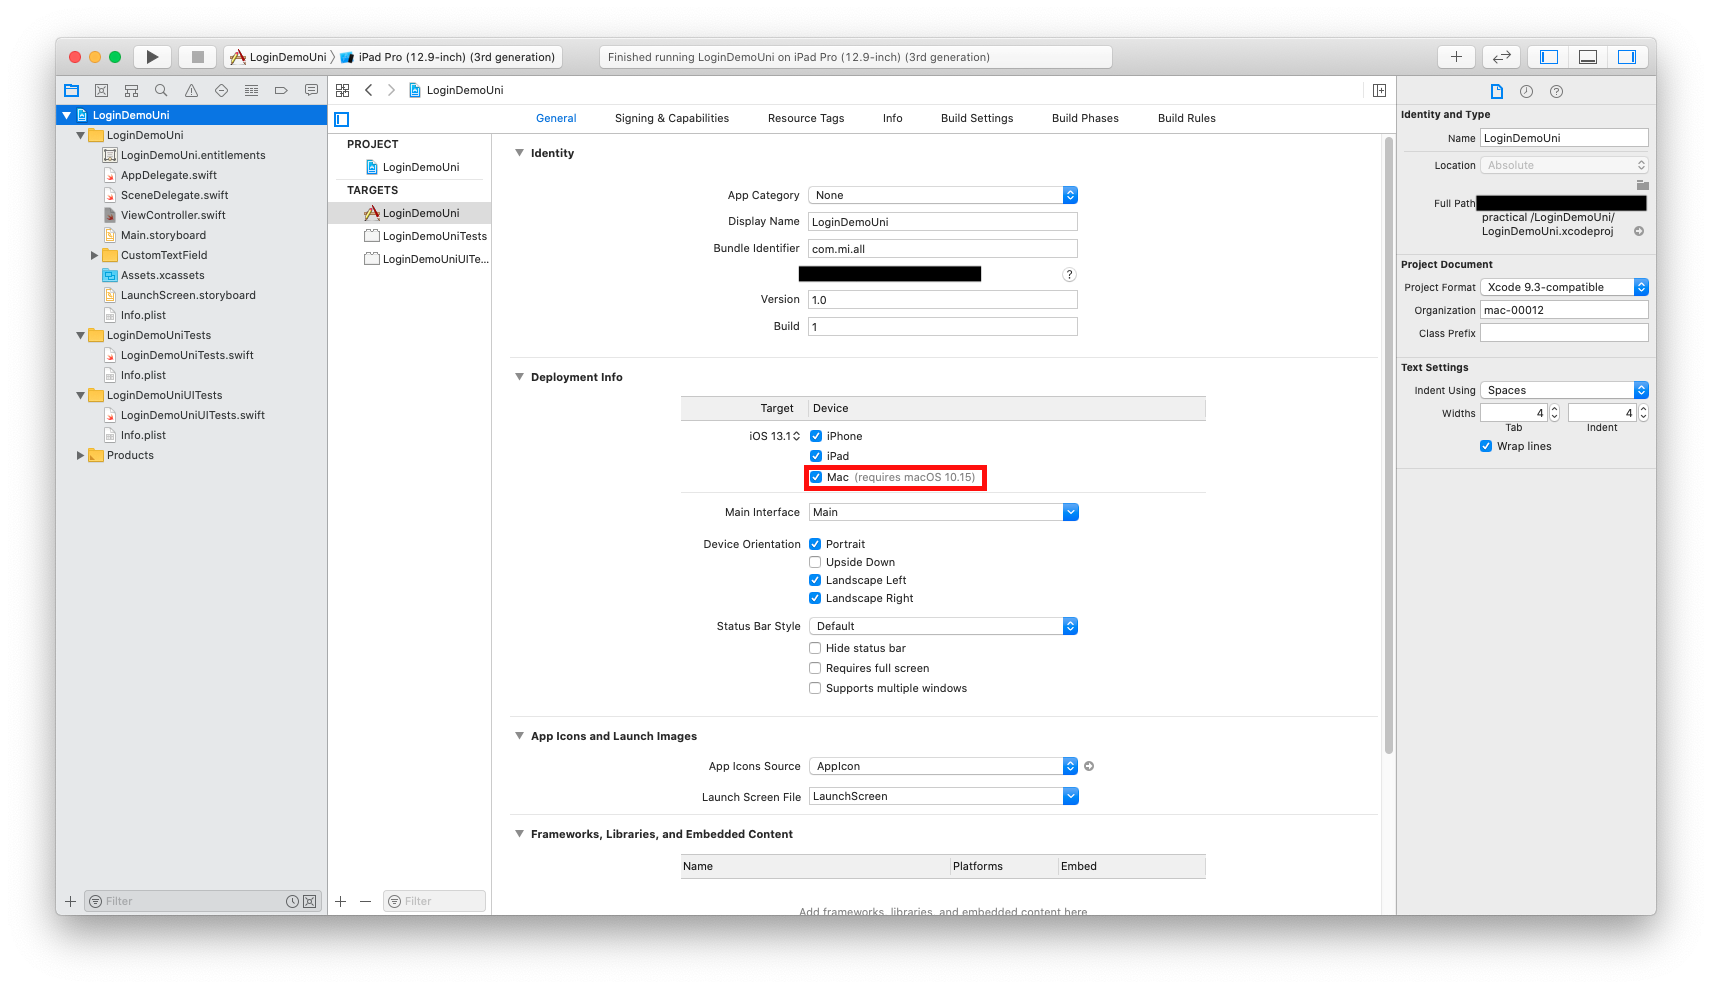 LoginDemoUni
iPad Pro (12.9-inch) (3rd generation)
Finished running LoginDemoUni on iPad Pro (12.9-inch) (3rd generation)
LoginDemoUni
LoginDemoUni
LoginDemoUni.entitlements
AppDelegate.swift
SceneDelegate.swift
ViewController.swift
Main.storyboard
CustomTextField
Assets.xcassets
LaunchScreen.storyboard
Info.plist
LoginDemoUniTests
LoginDemoUniTests.swift
Info.plist
LoginDemoUniUITests
LoginDemoUniUITests.swift
Info.plist
Products
Filter
LoginDemoUni
General
Signing & Capabilities
Resource Tags
Info
Build Settings
Build Phases
Build Rules
PROJECT
LoginDemoUni
TARGETS
LoginDemoUni
LoginDemoUniTests
LoginDemoUniUITe...
Filter
Identity
App Category None
Display Name LoginDemoUni
Bundle Identifier com.mi.all
?
Version 1.0
Build 1
Deployment Info
Target Device
iOS 13.1 iPhone
iPad
Mac (requires macOS 10.15)
Main Interface Main
Device Orientation Portrait
Upside Down
Landscape Left
Landscape Right
Status Bar Style Default
Hide status bar
Requires full screen
Supports multiple windows
App Icons and Launch Images
App Icons Source AppIcon
Launch Screen File LaunchScreen
Frameworks, Libraries, and Embedded Content
Name Platforms Embed
Add frameworks, libraries, and embedded content here
Identity and Type
Name LoginDemoUni
Location Absolute
Full Path
practical /LoginDemoUni/
LoginDemoUni.xcodeproj
Project Document
Project Format Xcode 9.3-compatible
Organization mac-00012
Class Prefix
Text Settings
Indent Using Spaces
Widths 4 4
Tab Indent
Wrap lines